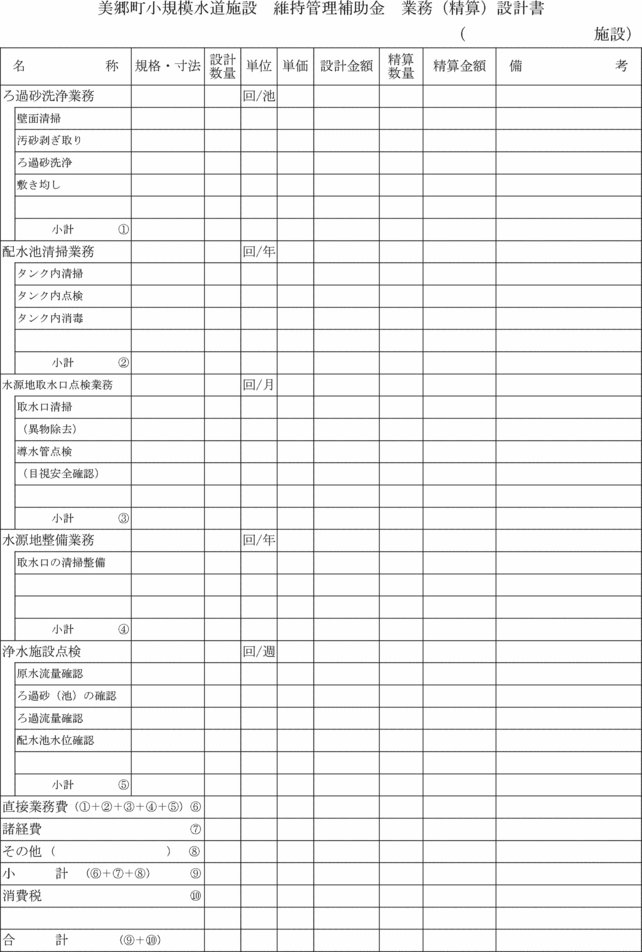 美郷町小規模水道施設　維持管理補助金　業務（精算）設計書
（　　　　　　　　施設）
名　　　　称　規格・寸法　設計数量　単位　単価　設計金額　精算数量　精算金額　備　　　　考
ろ過砂洗浄業務　回/池
壁面清掃
汚砂剥ぎ取り
ろ過砂洗浄
敷き均し
小計　①
配水池清掃業務　回/年
タンク内清掃
タンク内点検
タンク内消毒
小計　②
水源地取水口点検業務　回/月
取水口清掃
（異物除去）
導水管点検
（目視安全確認）
小計　③
水源地整備業務　回/年
取水口の清掃整備
小計　④
浄水施設点検　回/週
原水流量確認
ろ過砂（池）の確認
ろ過流量確認
配水池水位確認
小計　⑤
直接業務費（①＋②＋③＋④＋⑤）⑥
諸経費　⑦
その他（　　　　　　　　）　⑧
小　　　計　（⑥＋⑦＋⑧）　⑨
消費税　⑩
合　　　計　（⑨＋⑩）